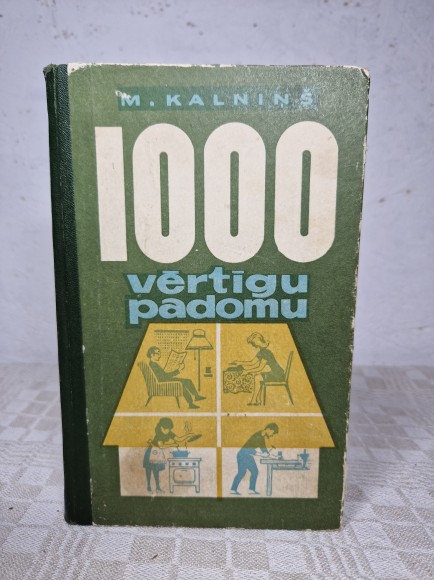 M. KALNIŅŠ
1000
vērtīgu
padomu